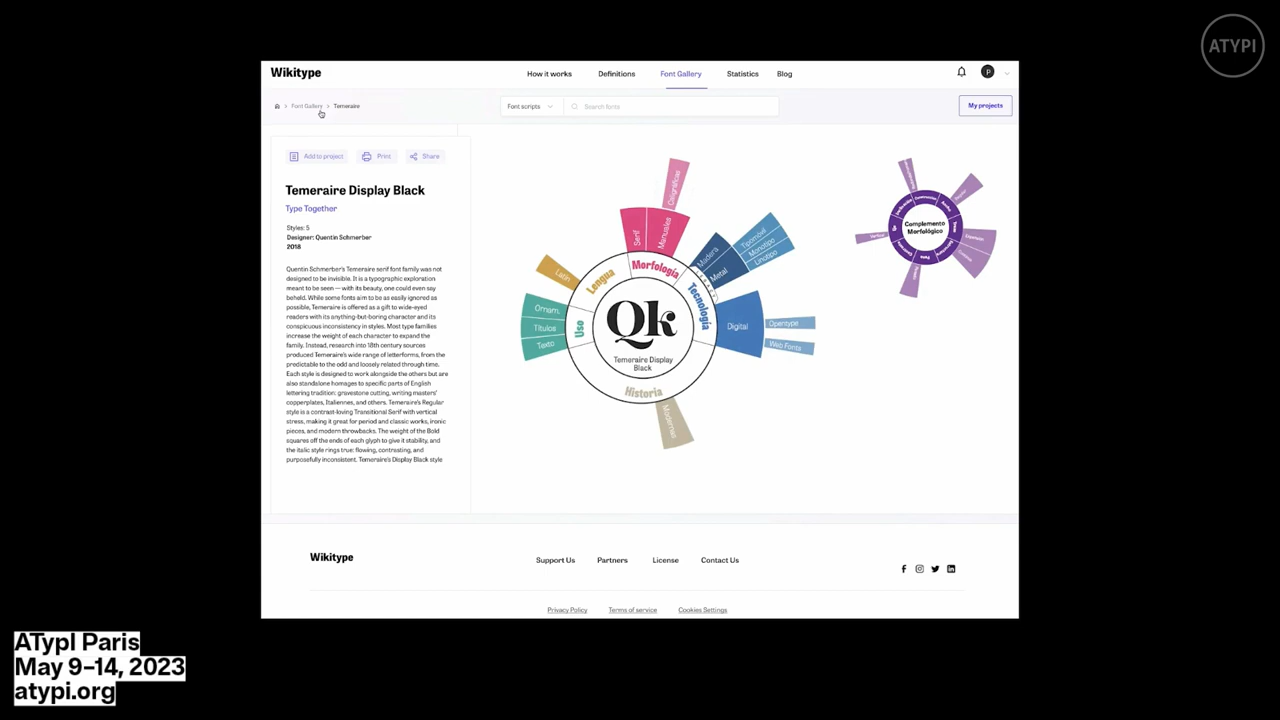 ATYPI
Wikitype
How it works
Definitions
Font Gallery
Statistics
Blog
P
Font Gallery > Temeraire
Font scripts
Search fonts
My projects
Add to project
Print
Share
Temeraire Display Black
Type Together
Styles: 5
Designer: Quentin Schmerber
2018
Quentin Schmerber's Temeraire serif font family was not
designed to be invisible. It is a typographic exploration
meant to be seen — with its beauty, one could even say
beheld. While some fonts aim to be as easily ignored as
possible, Temeraire is offered as a gift to wide-eyed
readers with its anything-but-boring character and its
conspicuous inconsistency in styles. Most type families
increase the weight of each character to expand the
family. Instead, research into 18th century sources
produced Temeraire's wide range of letterforms, from the
predictable to the odd and loosely related through time.
Each style is designed to work alongside the others but are
also standalone homages to specific parts of English
lettering tradition: gravestone cutting, writing masters'
copperplates, Italiennes, and others. Temeraire's Regular
style is a contrast-loving Transitional Serif with vertical
stress, making it great for period and classic works, ironic
pieces, and modern throwbacks. The weight of the Bold
squares off the ends of each glyph to give it stability, and
the italic style rings true: flowing, contrasting, and
purposefully inconsistent. Temeraire's Display Black style
Caligráficas
Serif
Manuales
Morfología
Madera
Metal
Tipomóvil
Monotipo
Linotipo
Latín
Lengua
Tecnología
Ornam.
Títulos
Texto
Uso
Digital
Opentype
Web Fonts
Qk
Temeraire Display
Black
Historia
Modernas
Complemento
Morfológico
Wikitype
Support Us
Partners
License
Contact Us
Privacy Policy
Terms of service
Cookies Settings
ATypI Paris
May 9–14, 2023
atypi.org